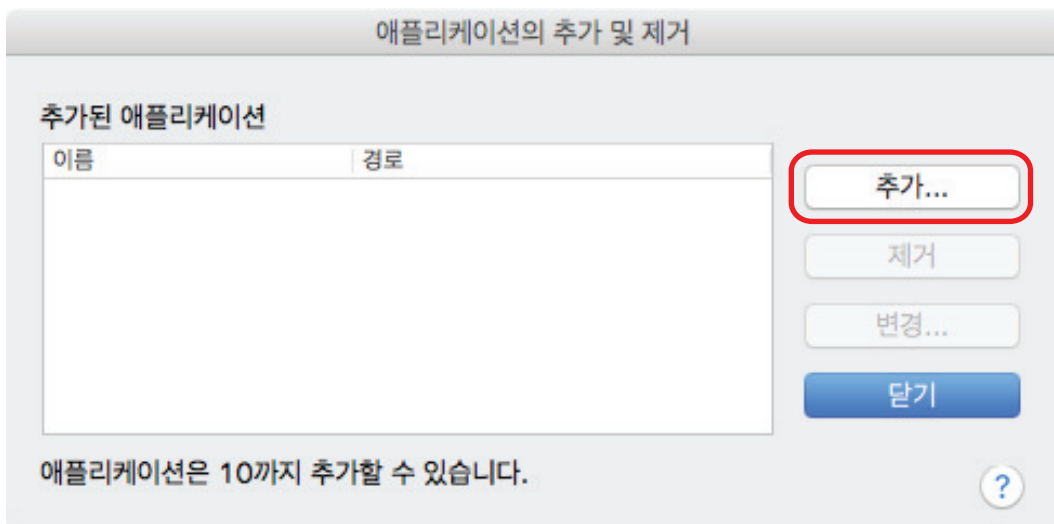 애플리케이션의 추가 및 제거
추가된 애플리케이션
이름 경로
추가...
제거
변경...
닫기
애플리케이션은 10까지 추가할 수 있습니다.
?